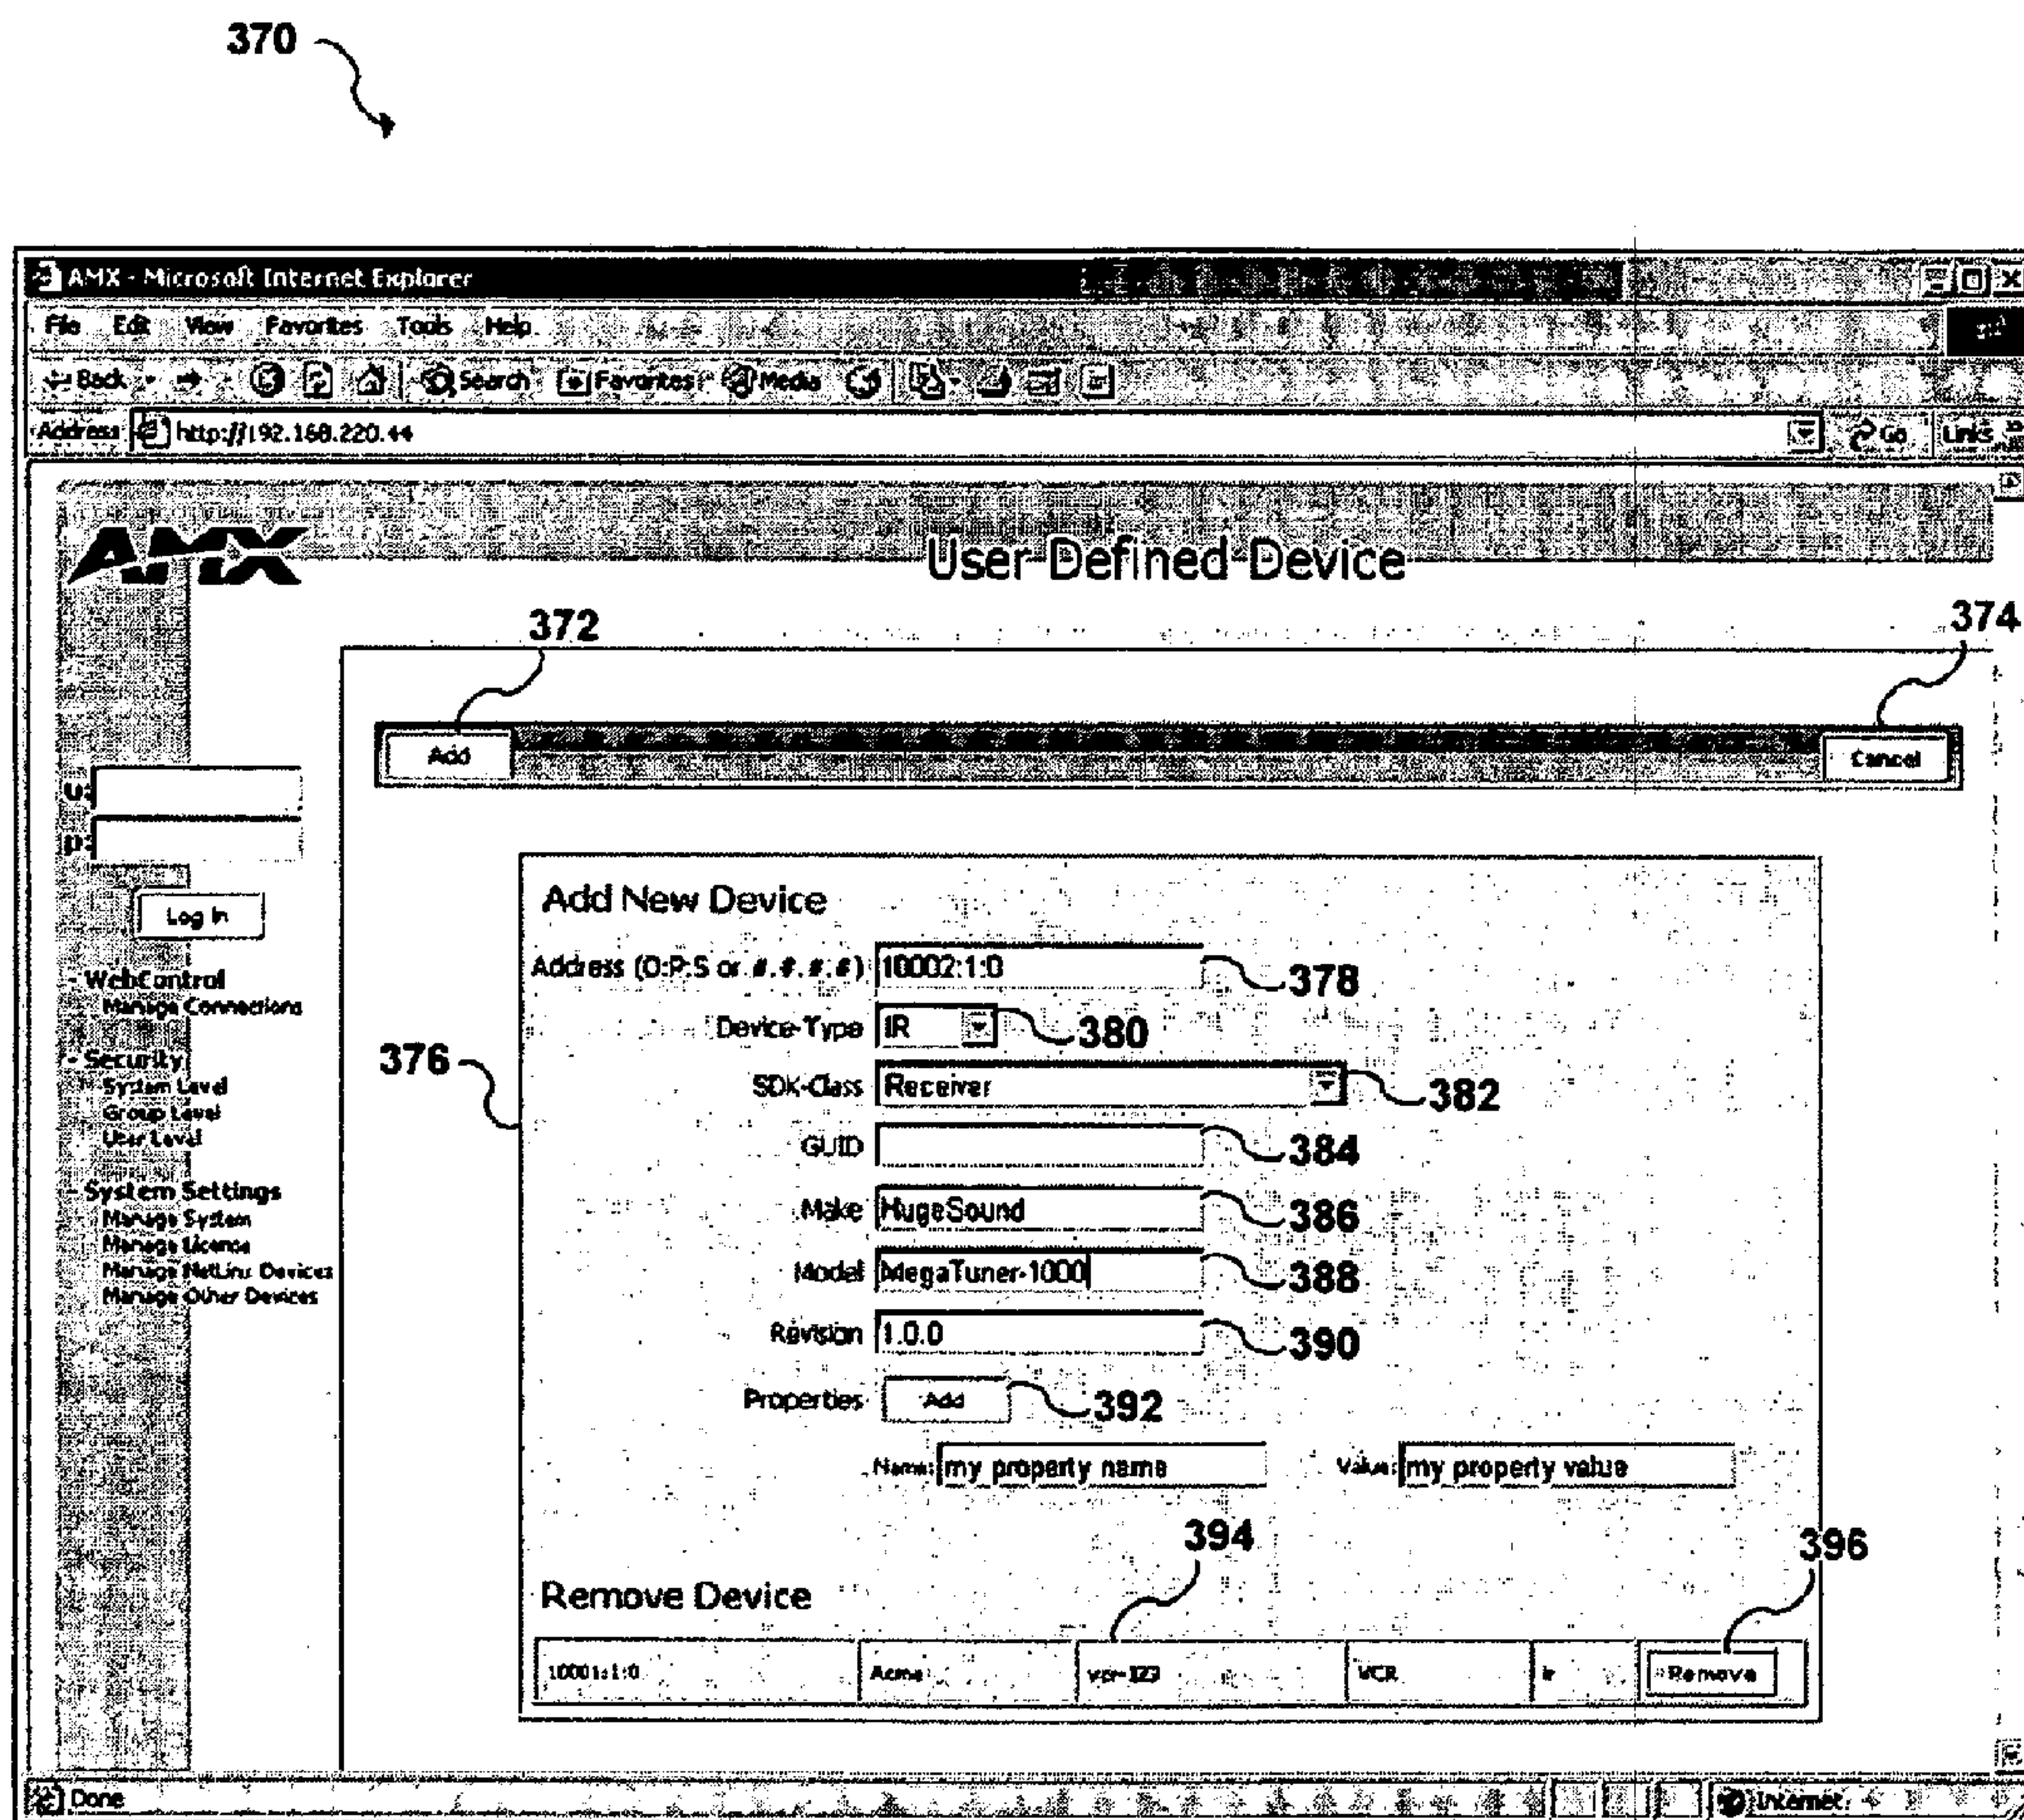 370
AMX - Microsoft Internet Explorer
File Edit View Favorites Tools Help
Back Search Favorites Media
Address http://192.168.220.44 Go Links
AMX
User-Defined-Device
372
374
Add
Cancel
u:
p:
Log In
- WebControl
Manage Connections
- Security
System Level
Group Level
User Level
- System Settings
Manage System
Manage License
Manage NetLinx Devices
Manage Other Devices
376
Add New Device
Address (D:P:S or #.#.#.#) 10002:1:0 378
Device-Type IR 380
SDK-Class Receiver 382
GUID 384
Make HugeSound 386
Model MegaTuner-1000 388
Revision 1.0.0 390
Properties Add 392
Name: my property name Value: my property value
394
396
Remove Device
10001:1:0 Acme vcr-123 VCR ir Remove
Done Internet